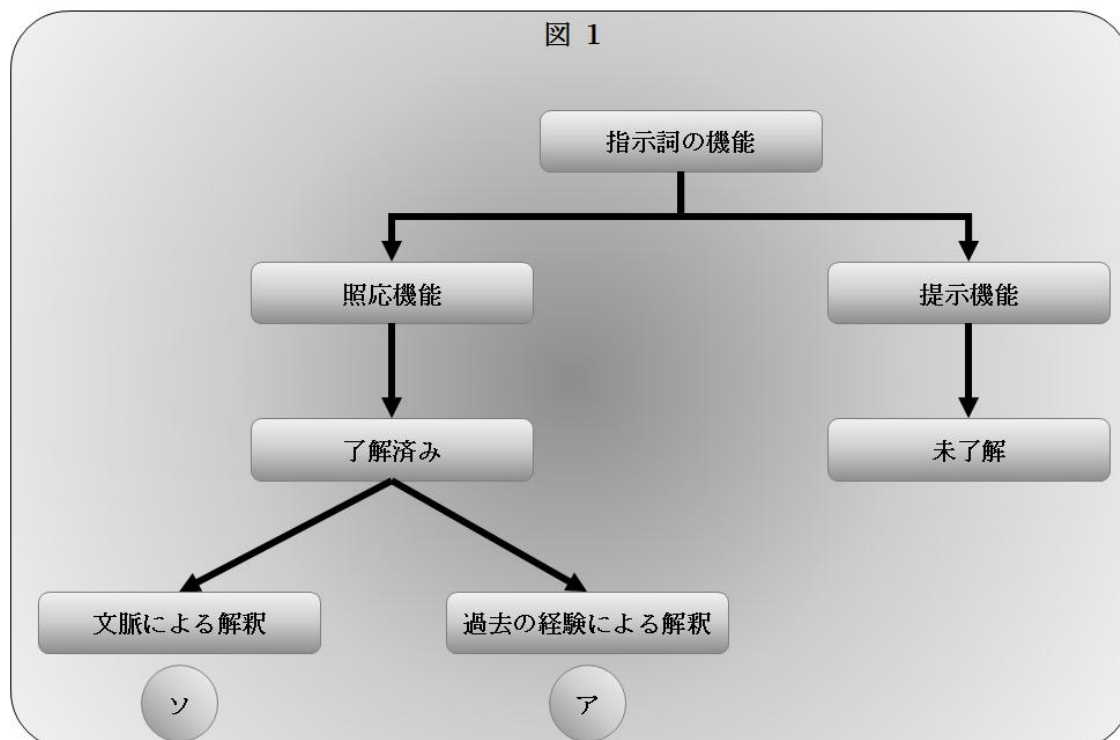 図 1
指示詞の機能
照応機能
提示機能
了解済み
未了解
文脈による解釈
過去の経験による解釈
ソ
ア